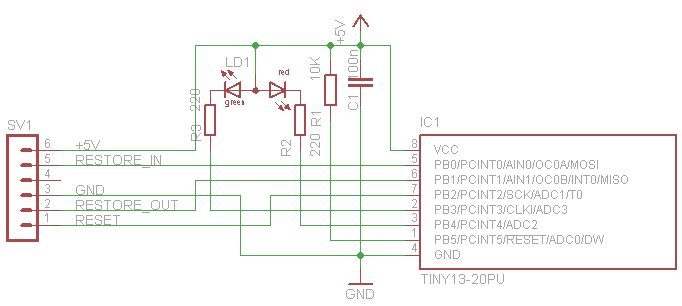 +5V
LD1
red
green
220
R3
220
R2
10K
R1
100n
C1
SV1
6 +5V
5 RESTORE_IN
4
3 GND
2 RESTORE_OUT
1 RESET
IC1
8 VCC
5 PB0/PCINT0/AIN0/OC0A/MOSI
6 PB1/PCINT1/AIN1/OC0B/INT0/MISO
7 PB2/PCINT2/SCK/ADC1/T0
2 PB3/PCINT3/CLKI/ADC3
3 PB4/PCINT4/ADC2
1 PB5/PCINT5/RESET/ADC0/DW
4 GND
TINY13-20PU
GND